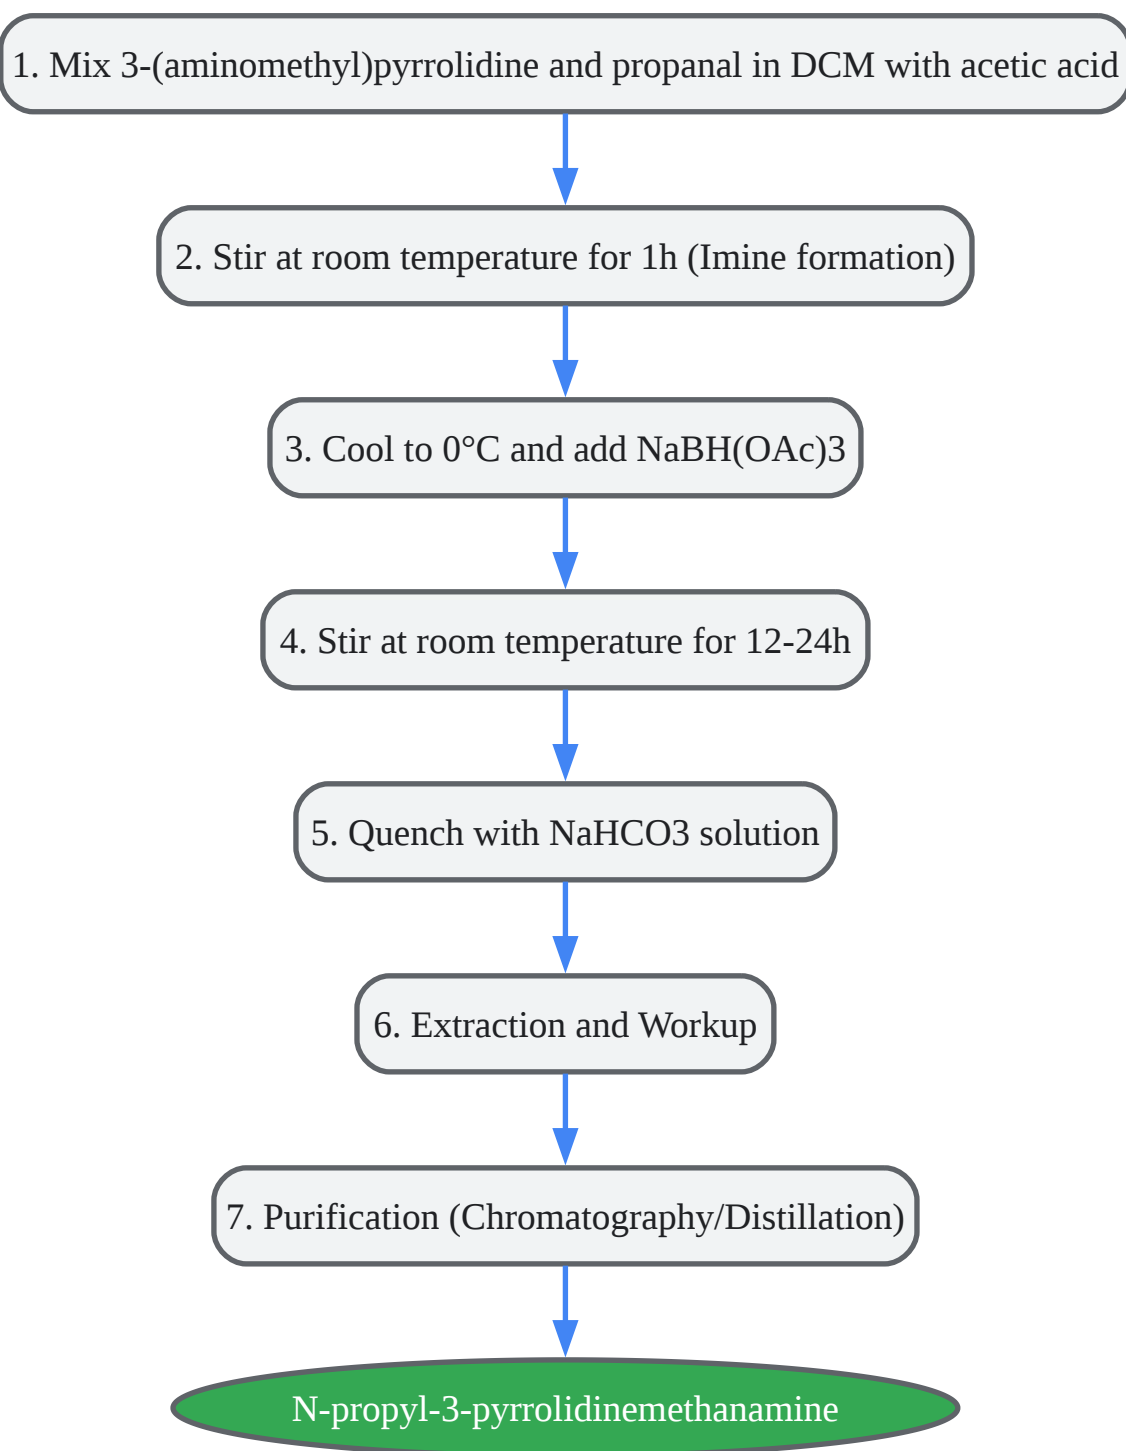 1. Mix 3-(aminomethyl)pyrrolidine and propanal in DCM with acetic acid
2. Stir at room temperature for 1h (Imine formation)
3. Cool to 0°C and add NaBH(OAc)3
4. Stir at room temperature for 12-24h
5. Quench with NaHCO3 solution
6. Extraction and Workup
7. Purification (Chromatography/Distillation)
N-propyl-3-pyrrolidinemethanamine